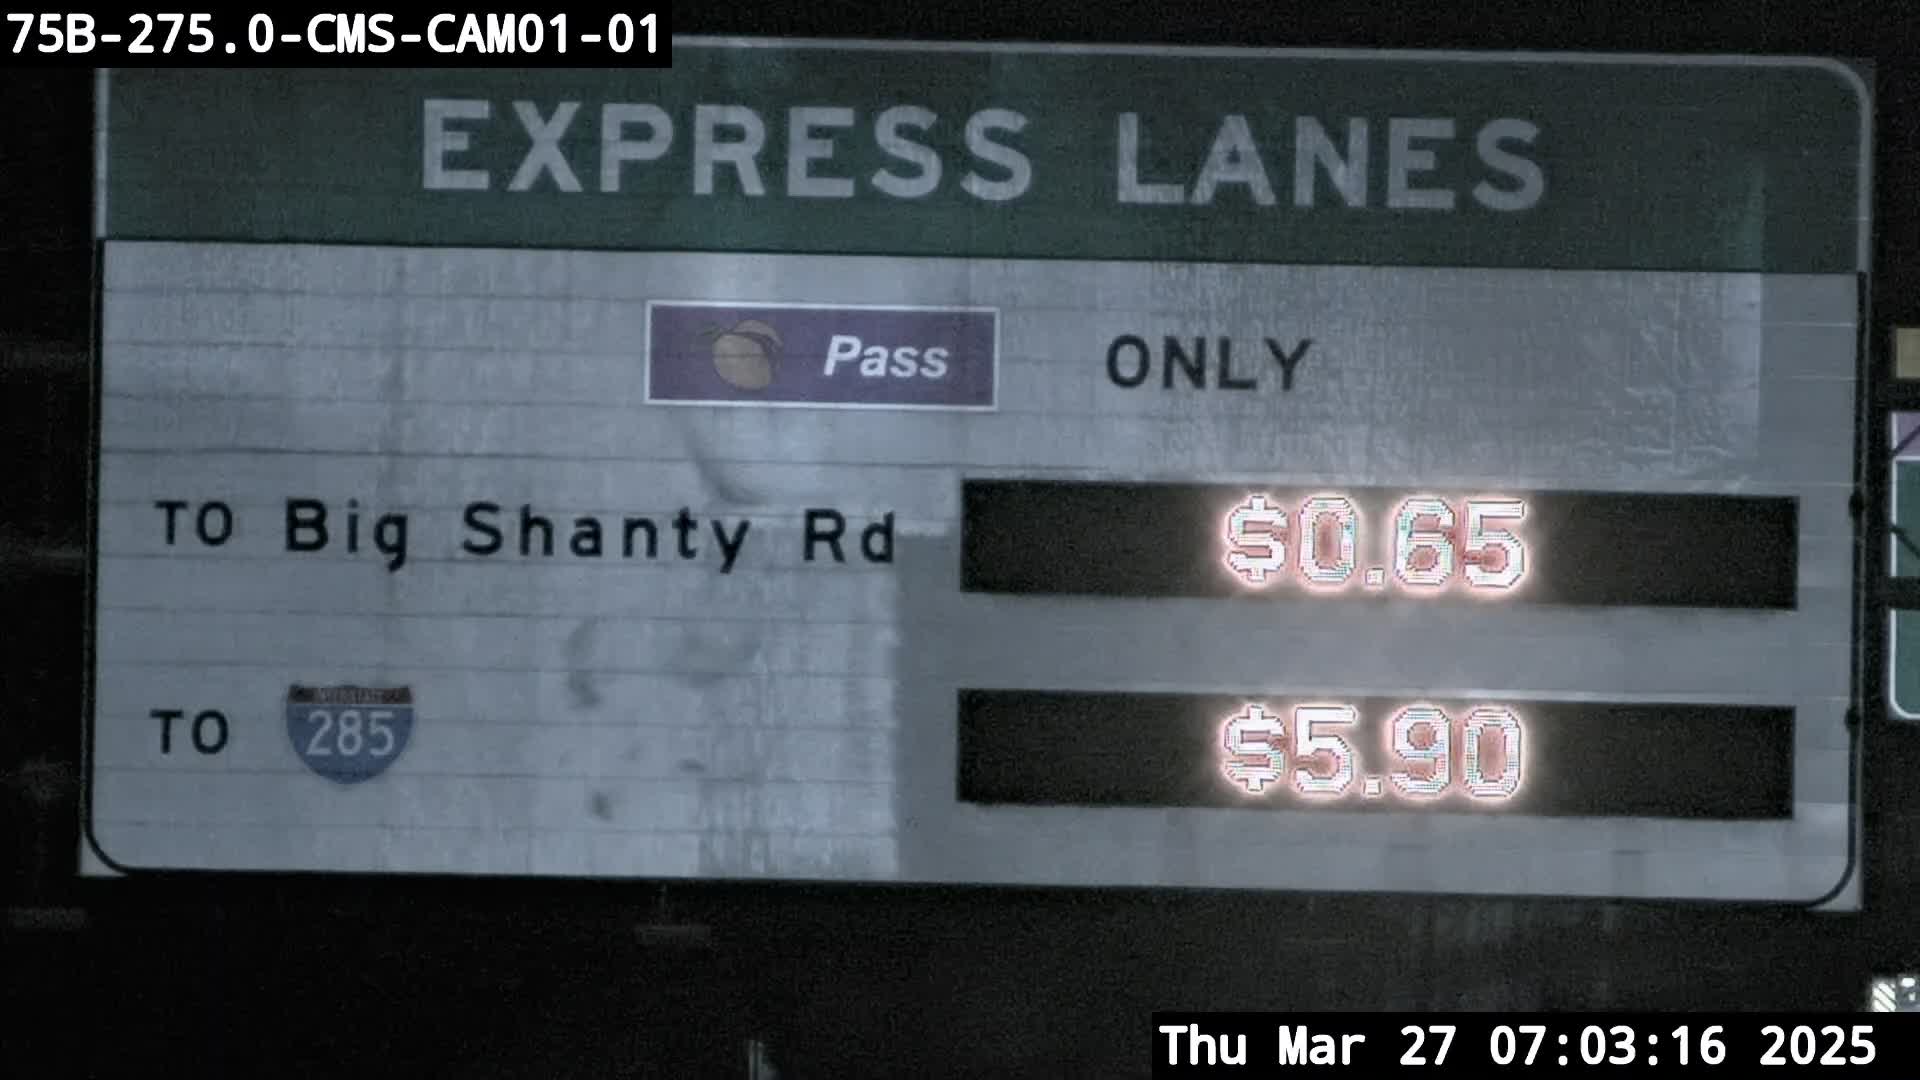 75B-275.0-CMS-CAM01-01
EXPRESS LANES
Pass ONLY
TO Big Shanty Rd $0.65
INTERSTATE
TO 285 $5.90
Thu Mar 27 07:03:16 2025